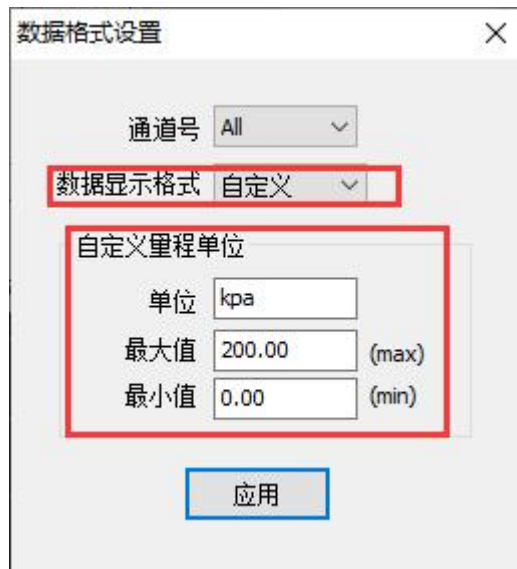 数据格式设置
通道号 All
数据显示格式 自定义
自定义量程单位
单位 kpa
最大值 200.00 (max)
最小值 0.00 (min)
应用